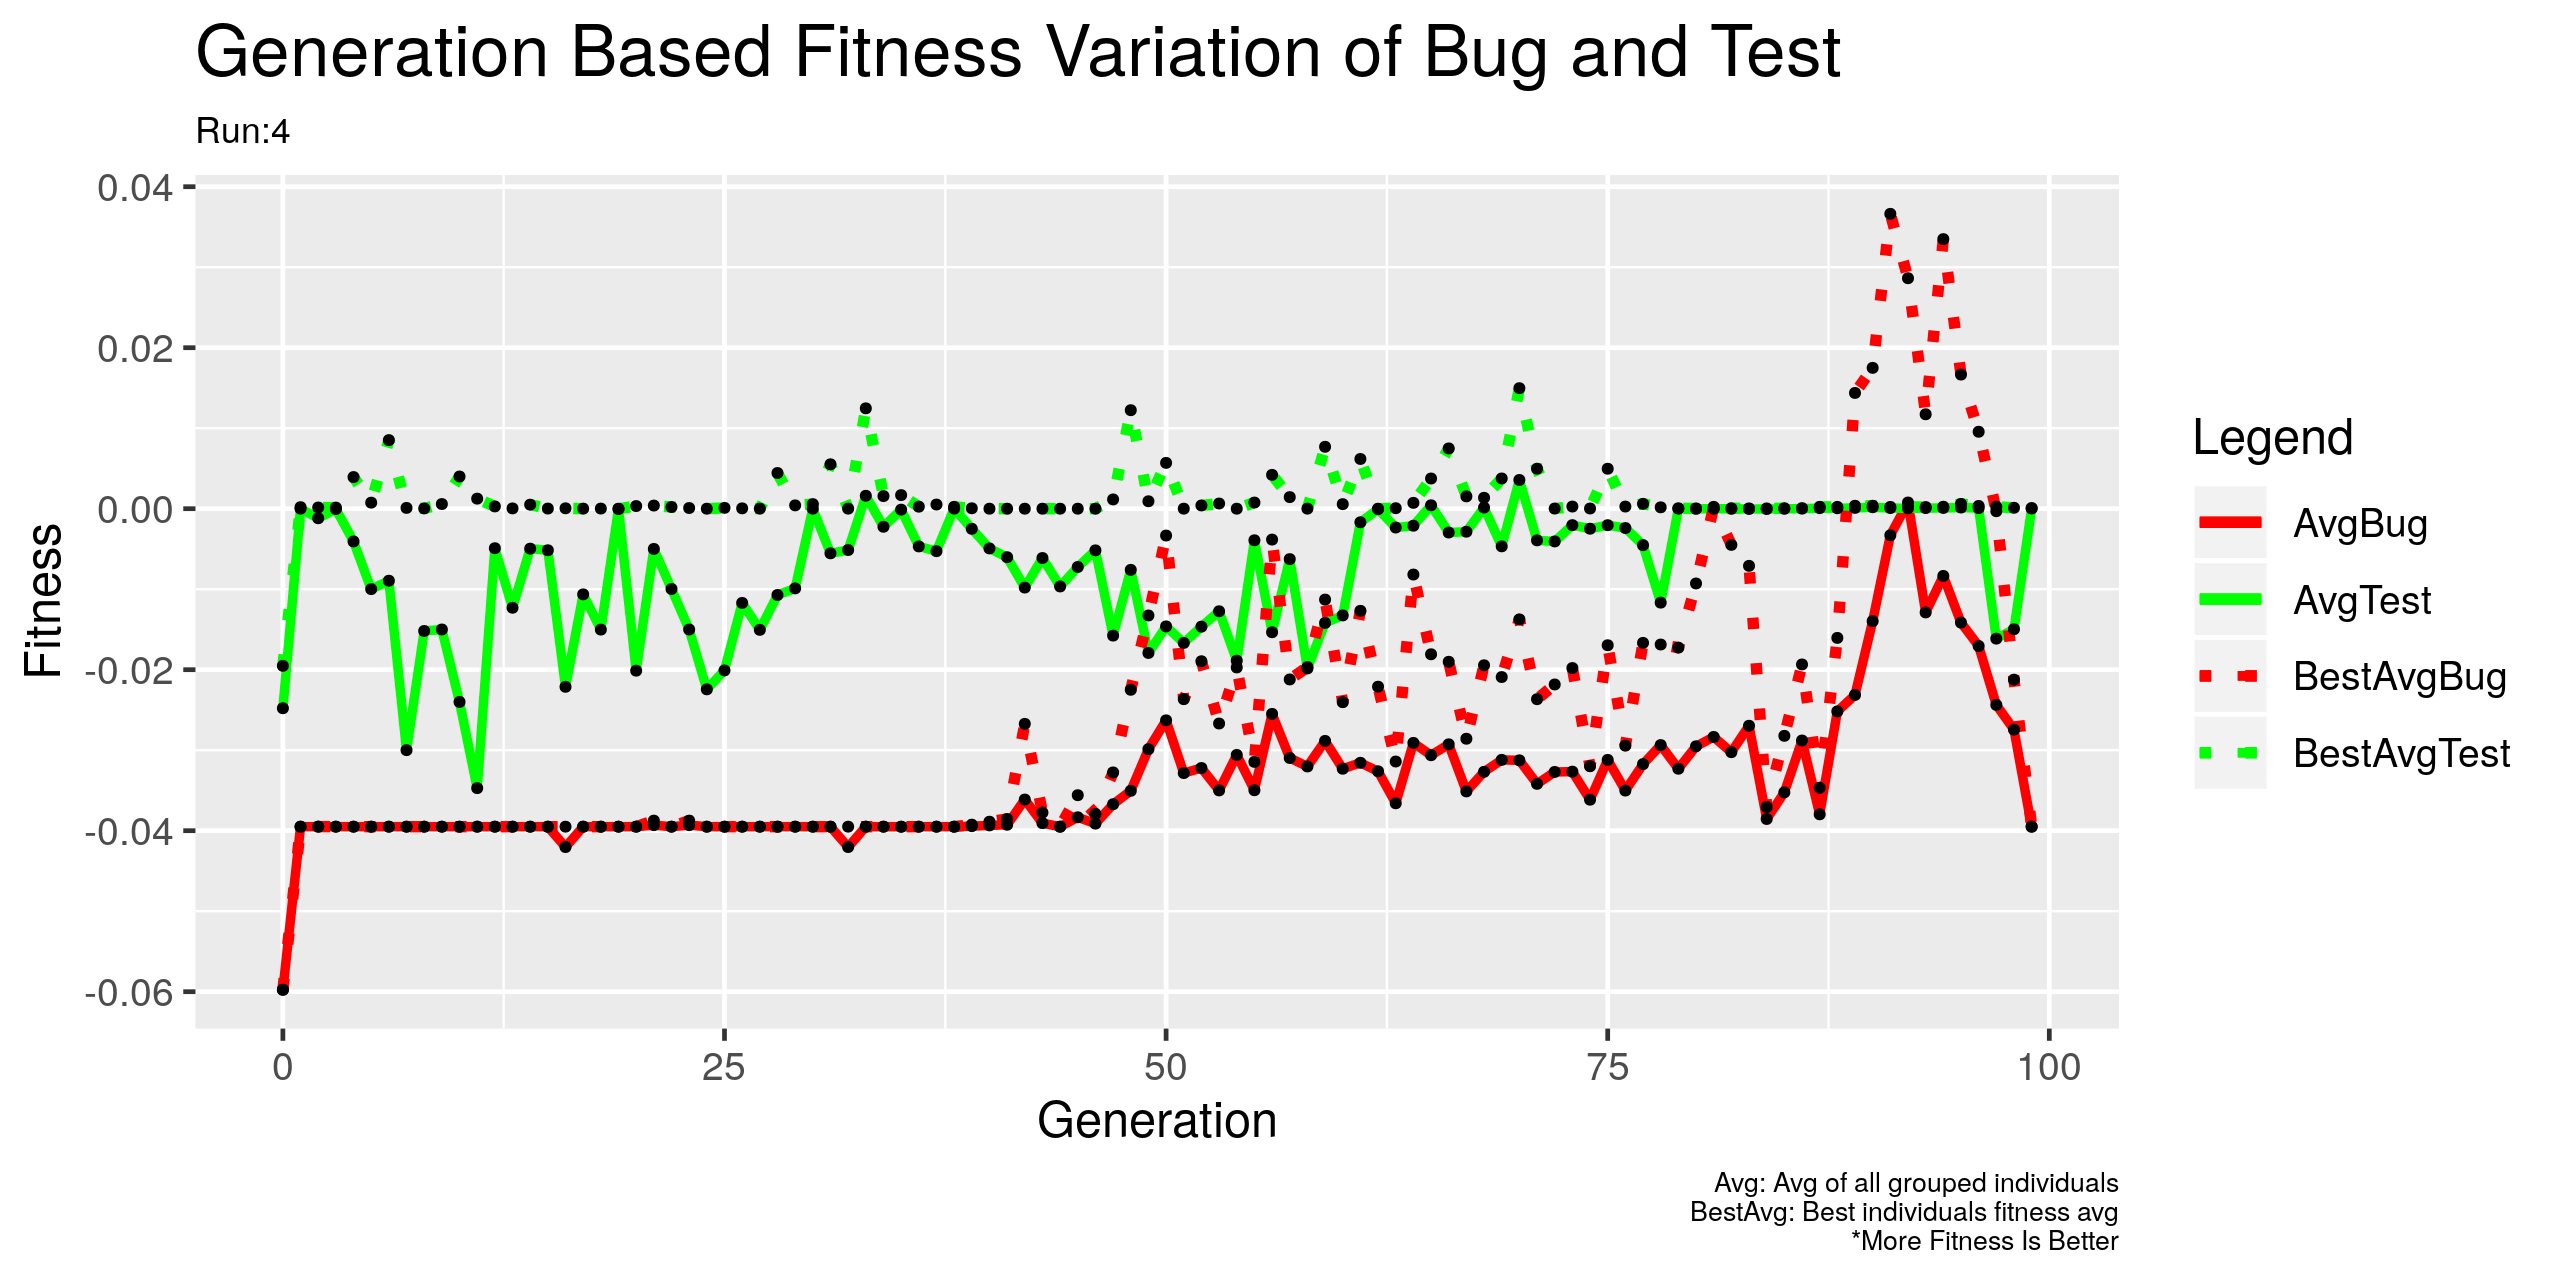 Generation Based Fitness Variation of Bug and Test
Run:4
Fitness
0.04
0.02
0.00
-0.02
-0.04
-0.06
0
25
50
75
100
Generation
Legend
AvgBug
AvgTest
BestAvgBug
BestAvgTest
Avg: Avg of all grouped individuals
BestAvg: Best individuals fitness avg
*More Fitness Is Better